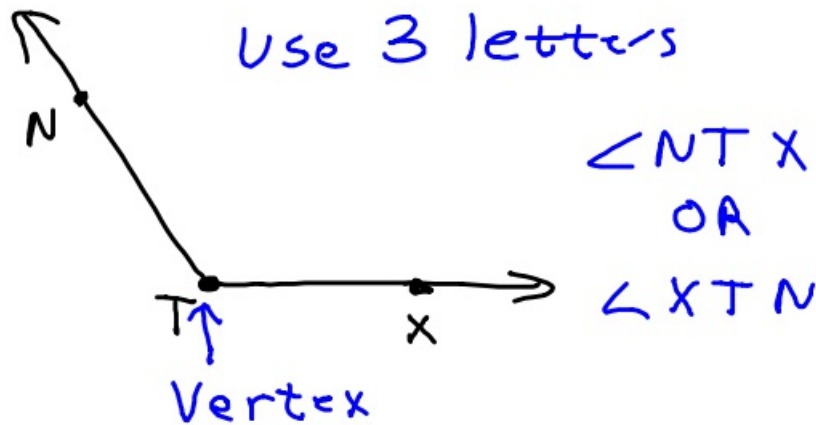 Use 3 letters
N
<NTX
OR
<XTN
T
X
Vertex